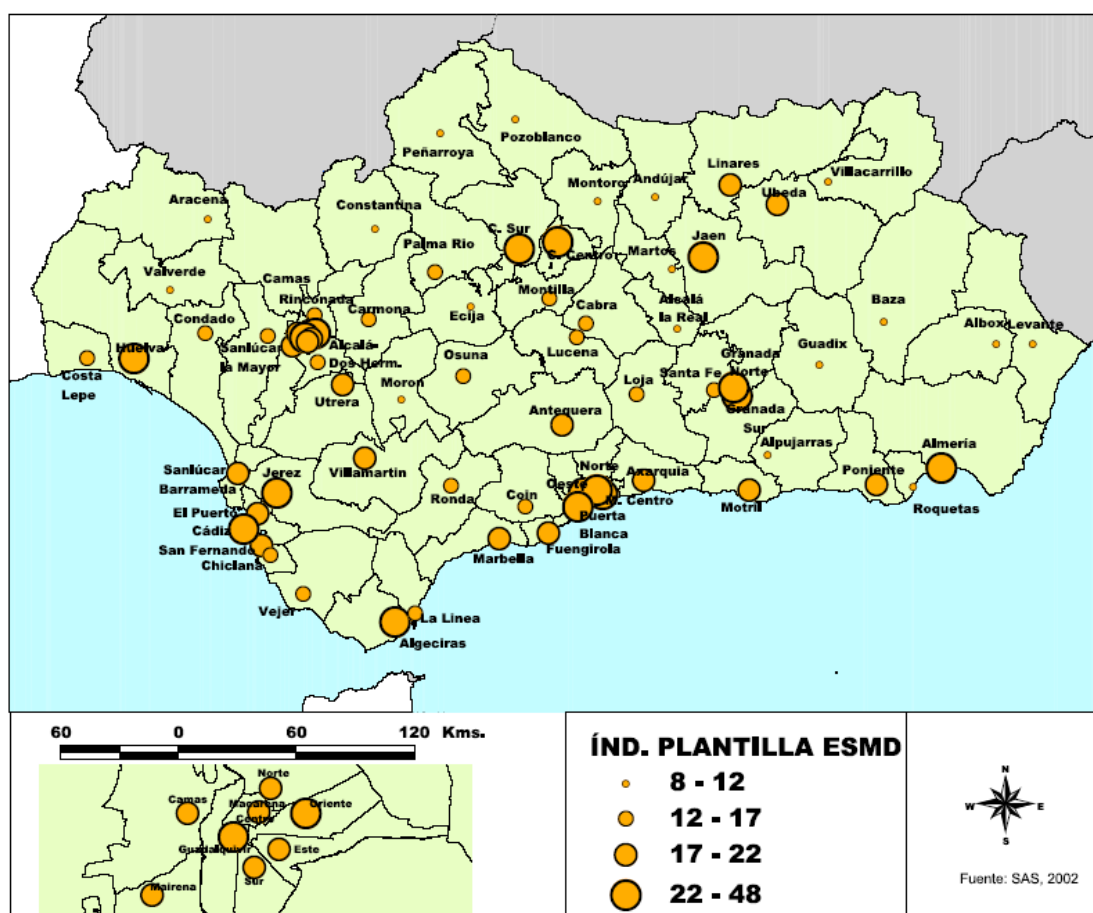 Pozoblanco
Peñarroya
Linares
Villacarrillo
Andújar
Montoro
Ubeda
Aracena
Constantina
C. Sur
Jaen
Palma Rio
C. Centro
Martos
Valverde
Camas
Rinconada
Montilla
Alcalá
la Real
Baza
Carmona
Ecija
Cabra
Condado
Albox
Levante
Huelva
Sanlúcar
la Mayor
Alcalá
Lucena
Guadix
Granada
Norte
Dos Herm.
Osuna
Santa Fe
Costa
Lepe
Moron
Loja
Utrera
Antequera
Granada
Sur
Alpujarras
Almería
Sanlúcar
Barrameda
Jerez
Villamartin
Norte
Axarquia
Poniente
Ronda
Oeste
Coin
M. Centro
Motril
Roquetas
El Puerto
Puerta
Blanca
Cádiz
San Fernando
Fuengirola
Marbella
Chiclana
Vejer
La Linea
Algeciras
60 0 60 120 Kms.
Norte
Camas
Macarena
Oriente
Centro
Guadalquivir
Este
Sur
Mairena
ÍND. PLANTILLA ESMD
8 - 12
12 - 17
17 - 22
22 - 48
N
W E
S
Fuente: SAS, 2002